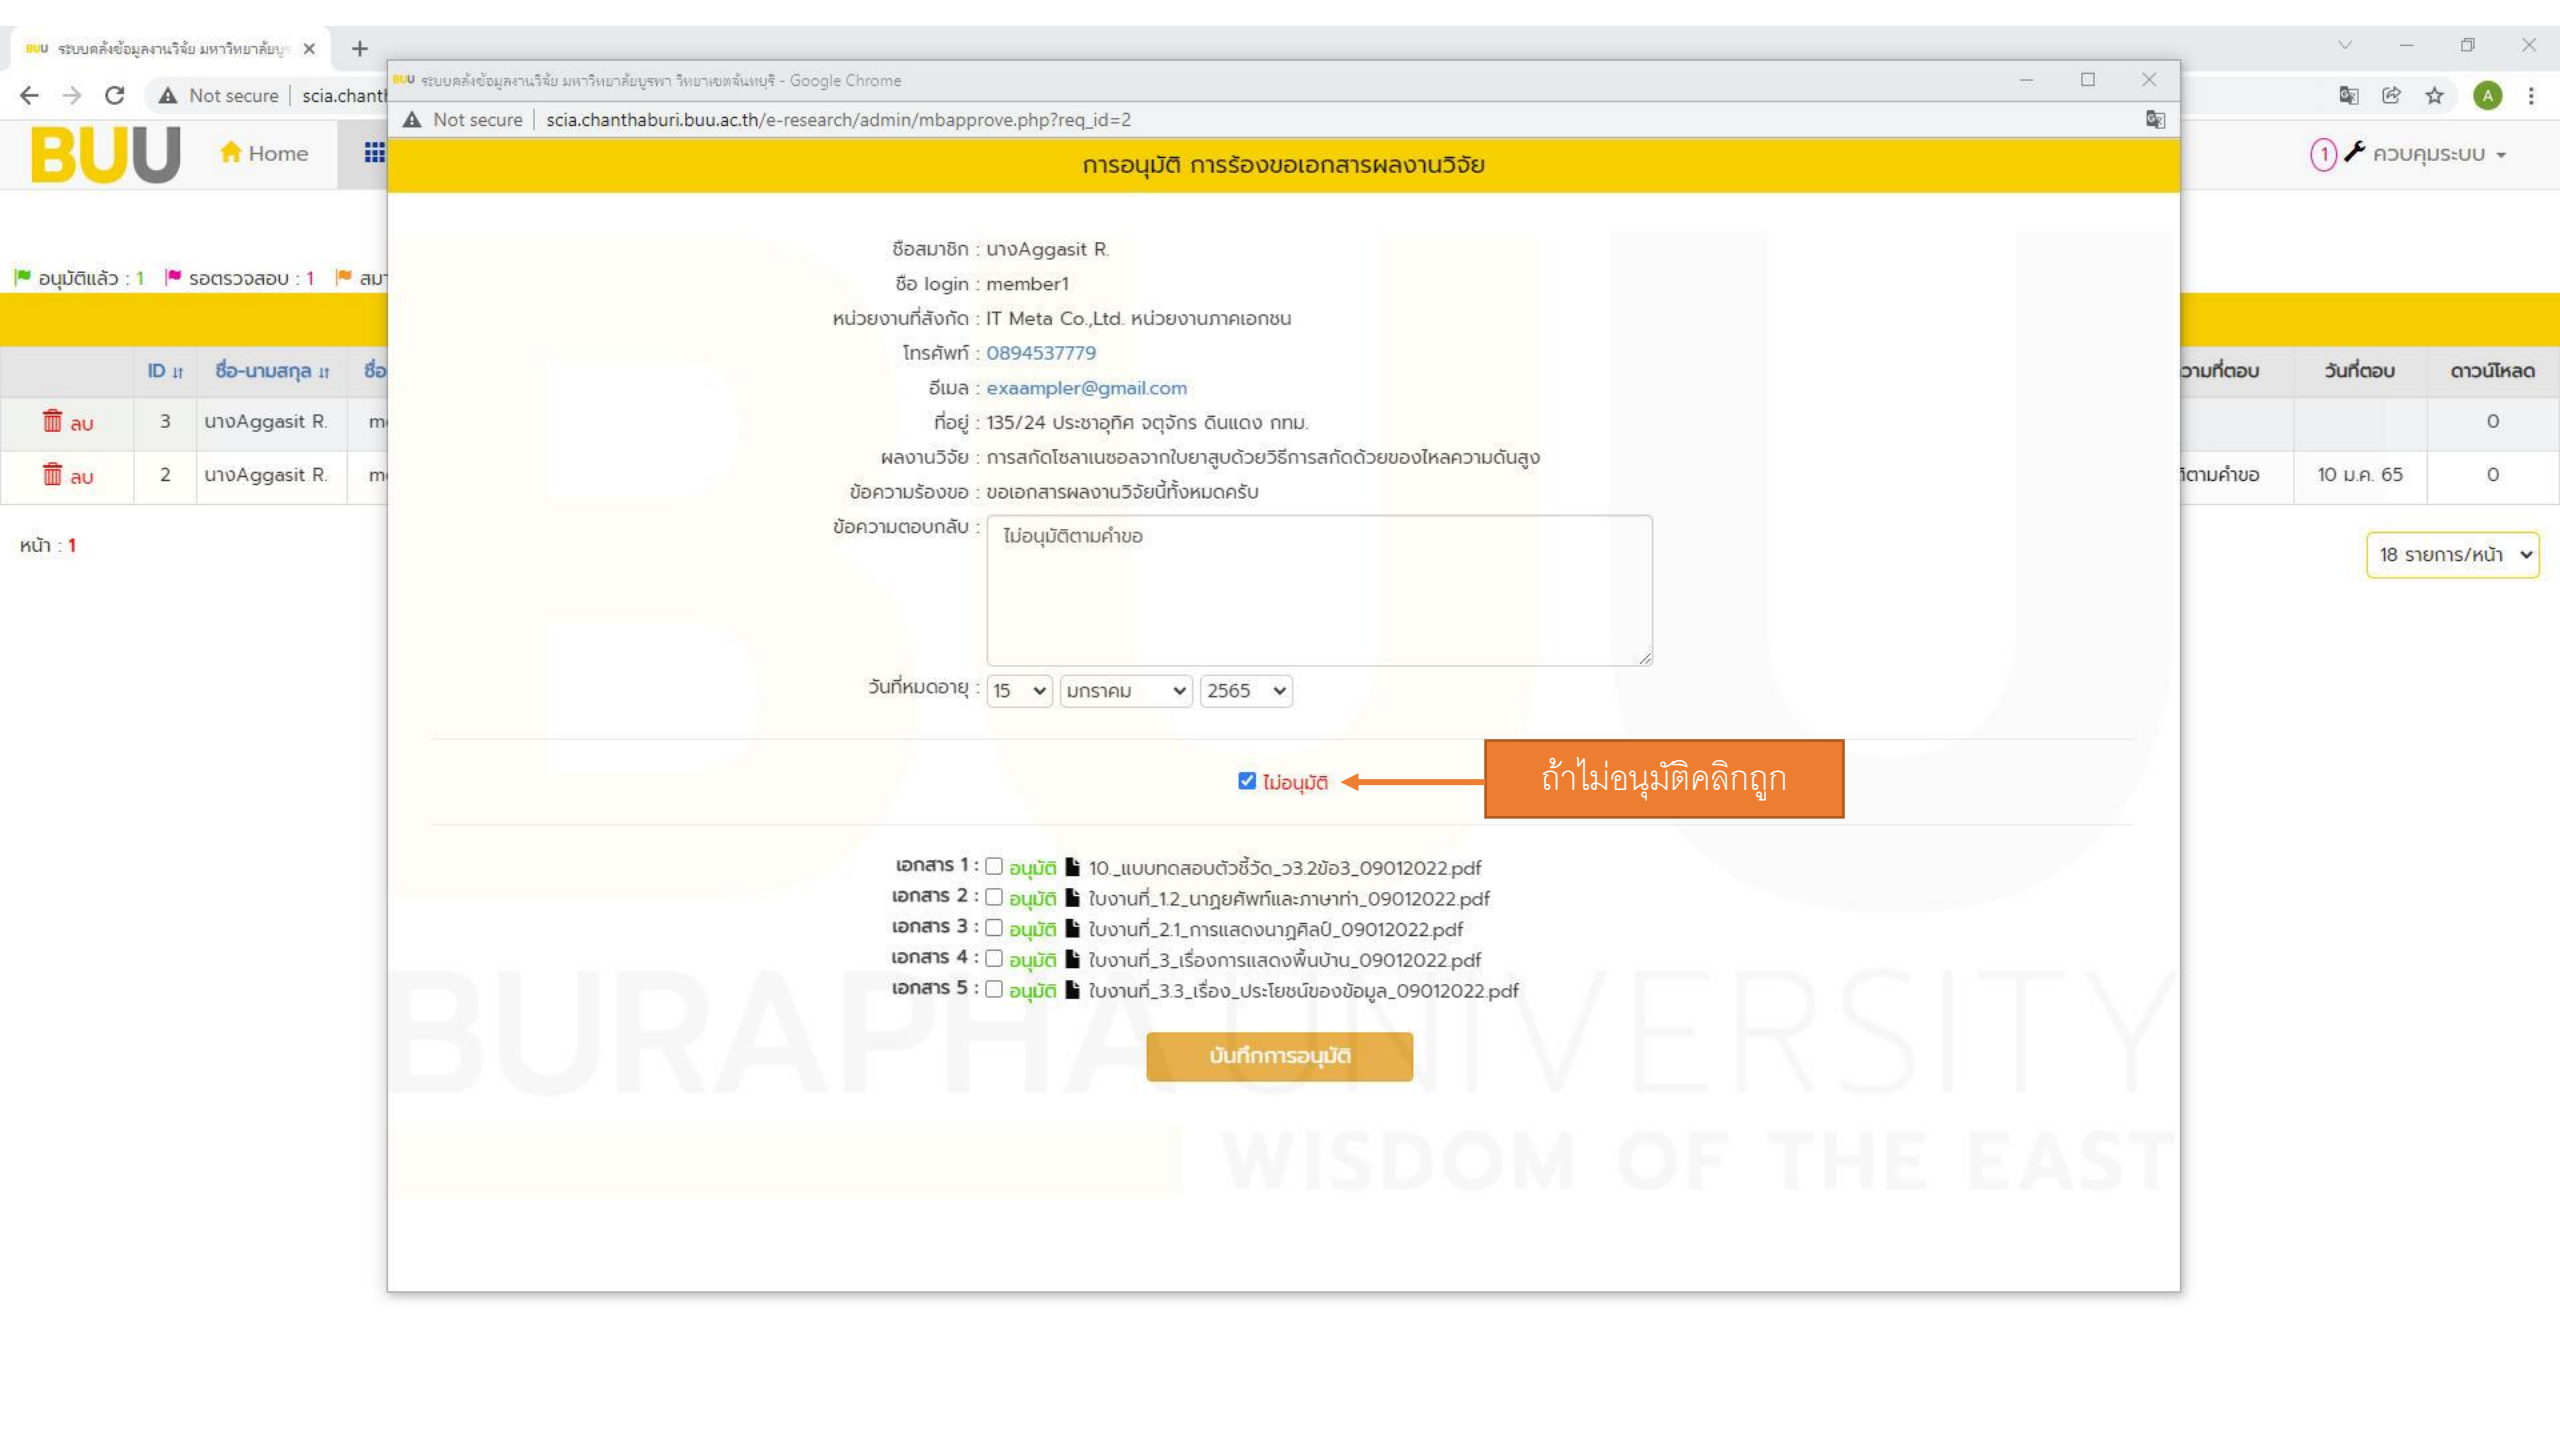 BUU ระบบคลังข้อมูลงานวิจัย มหาวิทยาลัยบูร
Not secure | scia.chanth
BUU Home
1 ควบคุมระบบ
อนุมัติแล้ว : 1 รอตรวจสอบ : 1 สมา
ID ชื่อ-นามสกุล ชื่อ
วามที่ตอบ วันที่ตอบ ดาวน์โหลด
ลบ 3 นางAggasit R. m 0
ลบ 2 นางAggasit R. m ติตามคำขอ 10 ม.ค. 65 0
หน้า : 1
18 รายการ/หน้า
BUU ระบบคลังข้อมูลงานวิจัย มหาวิทยาลัยบูรพา วิทยาเขตจันทบุรี - Google Chrome
Not secure | scia.chanthaburi.buu.ac.th/e-research/admin/mbapprove.php?req_id=2
การอนุมัติ การร้องขอเอกสารผลงานวิจัย
ชื่อสมาชิก : นางAggasit R.
ชื่อ login : member1
หน่วยงานที่สังกัด : IT Meta Co.,Ltd. หน่วยงานภาคเอกชน
โทรศัพท์ : 0894537779
อีเมล : exaampler@gmail.com
ที่อยู่ : 135/24 ประชาอุทิศ จตุจักร ดินแดง กทม.
ผลงานวิจัย : การสกัดโซลาเนซอลจากใบยาสูบด้วยวิธีการสกัดด้วยของไหลความดันสูง
ข้อความร้องขอ : ขอเอกสารผลงานวิจัยนี้ทั้งหมดครับ
ข้อความตอบกลับ : ไม่อนุมัติตามคำขอ
วันที่หมดอายุ : 15 มกราคม 2565
ไม่อนุมัติ
ถ้าไม่อนุมัติคลิกถูก
เอกสาร 1 : อนุมัติ 10._แบบทดสอบตัวชี้วัด_ว3.2ข้อ3_09012022.pdf
เอกสาร 2 : อนุมัติ ใบงานที่_1.2_นาฏยศัพท์และภาษาท่า_09012022.pdf
เอกสาร 3 : อนุมัติ ใบงานที่_2.1_การแสดงนาฏศิลป์_09012022.pdf
เอกสาร 4 : อนุมัติ ใบงานที่_3_เรื่องการแสดงพื้นบ้าน_09012022.pdf
เอกสาร 5 : อนุมัติ ใบงานที่_3.3_เรื่อง_ประโยชน์ของข้อมูล_09012022.pdf
บันทึกการอนุมัติ
BUU
BURAPHA UNIVERSITY
WISDOM OF THE EAST